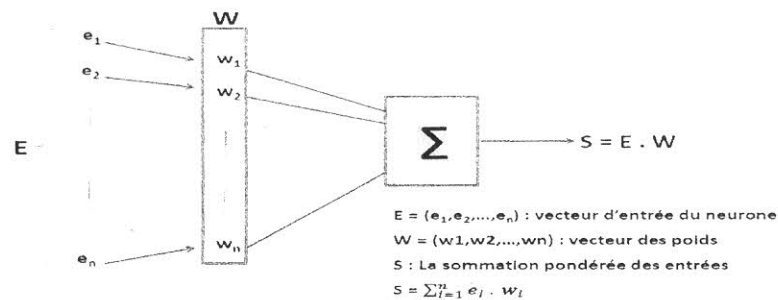 W
e₁
w₁
e₂
w₂
E
Σ
S = E . W
eₙ
wₙ
E = (e₁,e₂,...,eₙ) : vecteur d'entrée du neurone
W = (w1,w2,...,wn) : vecteur des poids
S : La sommation pondérée des entrées
S = ∑ⁿᵢ₌₁ eᵢ . wᵢ